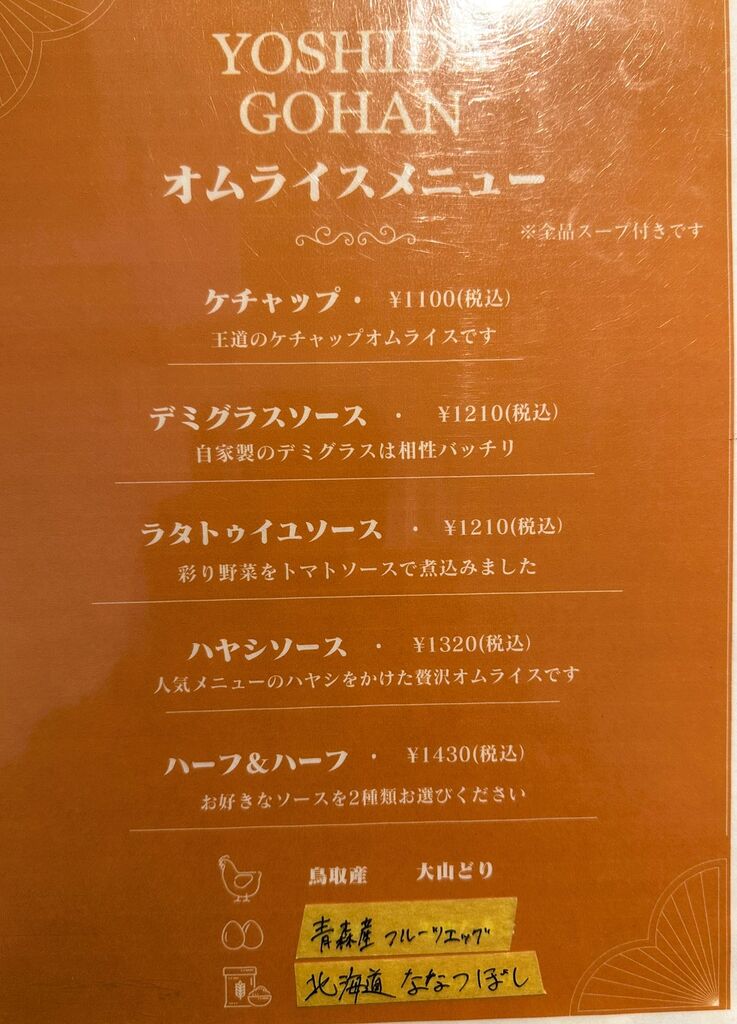 YOSHIDA
GOHAN
オムライスメニュー
※全品スープ付きです
ケチャップ・ ¥1100(税込)
王道のケチャップオムライスです
デミグラスソース ・ ¥1210(税込)
自家製のデミグラスは相性バッチリ
ラタトゥイユソース ・ ¥1210(税込)
彩り野菜をトマトソースで煮込みました
ハヤシソース ・ ¥1320(税込)
人気メニューのハヤシをかけた贅沢オムライスです
ハーフ&ハーフ ・ ¥1430(税込)
お好きなソースを2種類お選びください
鳥取産 大山どり
青森産 フルーツエッグ
北海道 ななつぼし